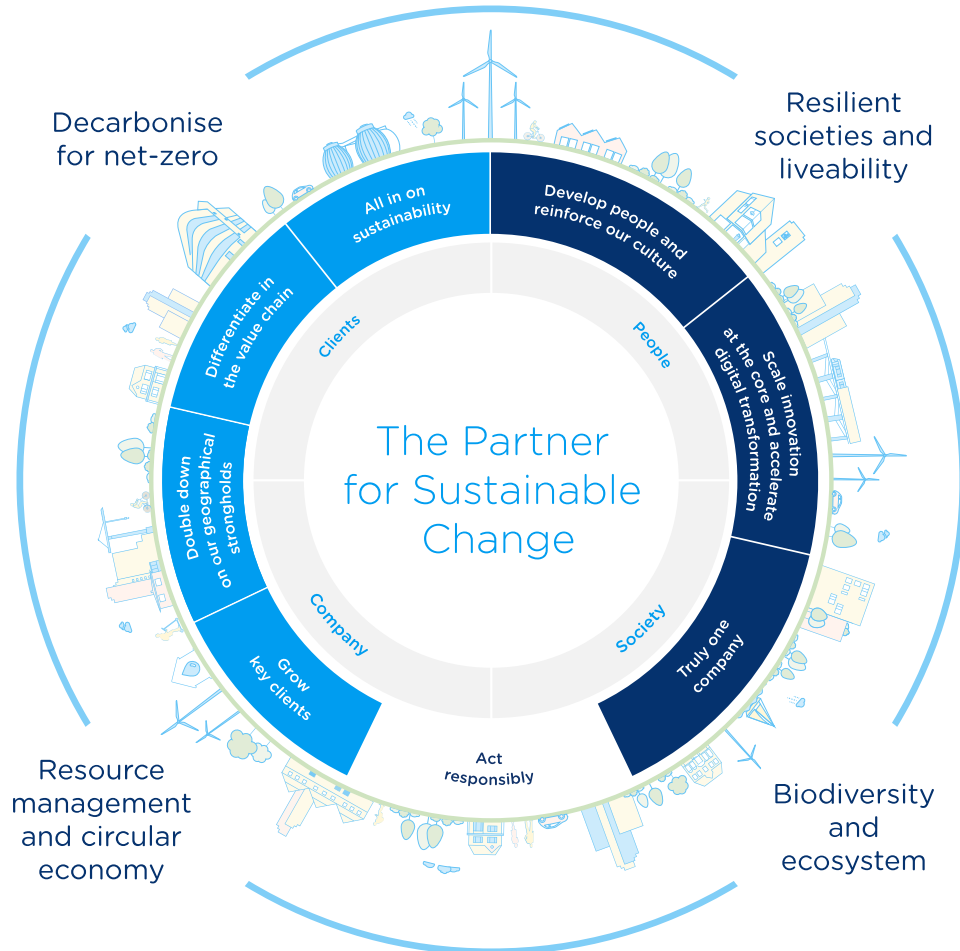 Decarbonise
for net-zero
Resilient
societies and
liveability
All in on
sustainability
Develop people and
reinforce our culture
Differentiate in
the value chain
Scale innovation
at the core and accelerate
digital transformation
Clients
People
The Partner
for Sustainable
Change
Double down
on our geographical
strongholds
Company
Society
Grow
key clients
Truly one
company
Act
responsibly
Resource
management
and circular
economy
Biodiversity
and
ecosystem